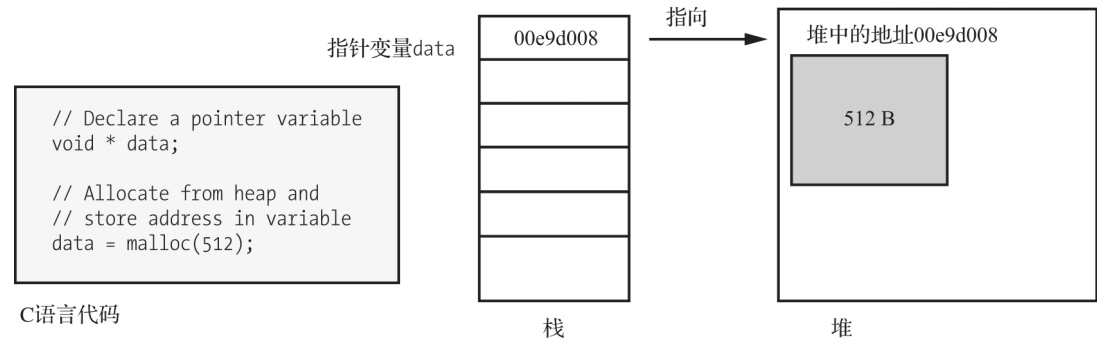 // Declare a pointer variable
void * data;
// Allocate from heap and
// store address in variable
data = malloc(512);
C语言代码
指针变量data
00e9d008
栈
指向
堆中的地址00e9d008
512 B
堆